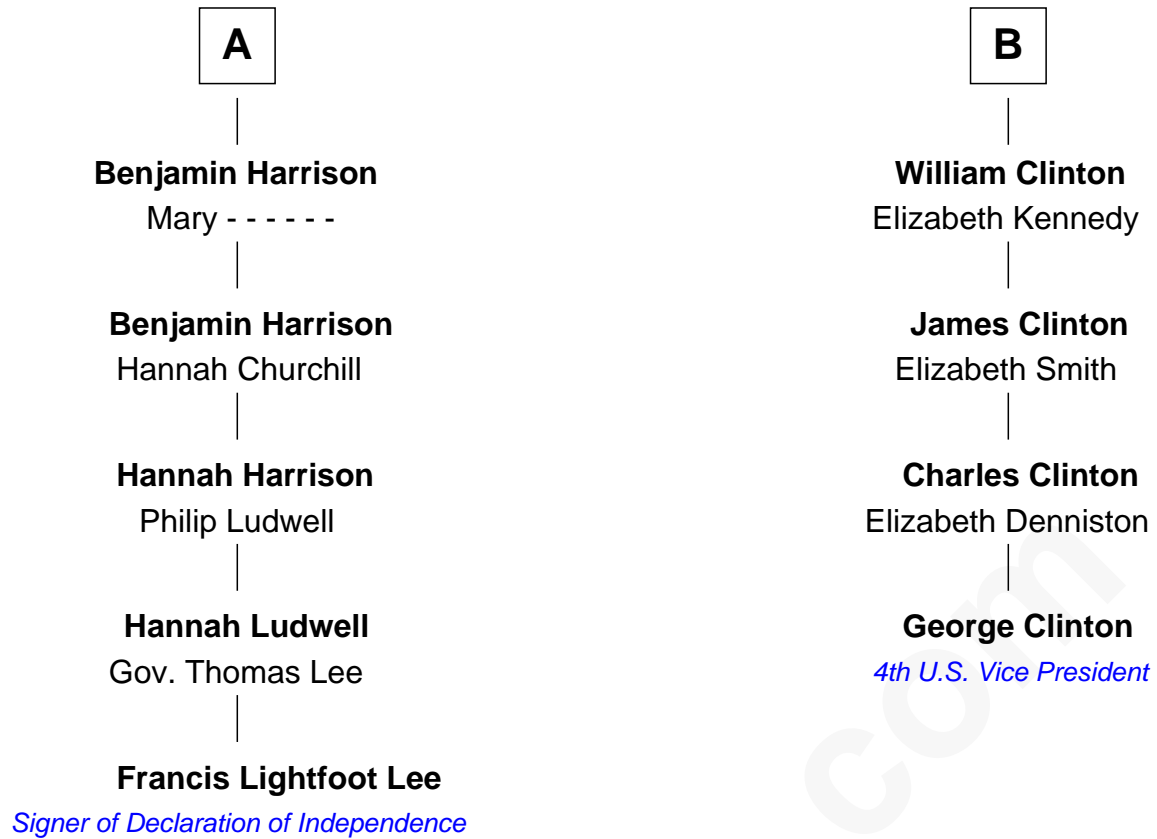 A
Benjamin Harrison
Mary - - - - - -
Benjamin Harrison
Hannah Churchill
Hannah Harrison
Philip Ludwell
Hannah Ludwell
Gov. Thomas Lee
Francis Lightfoot Lee
Signer of Declaration of Independence
B
William Clinton
Elizabeth Kennedy
James Clinton
Elizabeth Smith
Charles Clinton
Elizabeth Denniston
George Clinton
4th U.S. Vice President
com